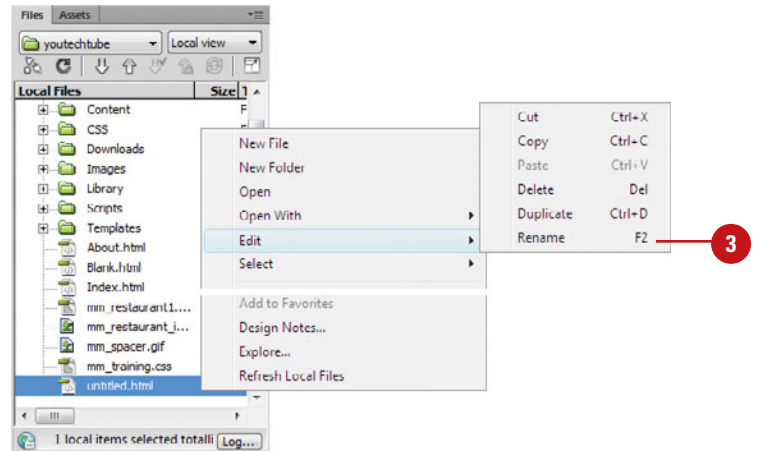 Files Assets
youtechtube Local view
Local Files Size T
Content F
CSS
Downloads
Images
Library
Scripts
Templates
About.html
Blank.html
Index.html
mm_restaurant1....
mm_restaurant_i...
mm_spacer.gif
mm_training.css
untitled.html
1 local items selected totalli Log...
New File
New Folder
Open
Open With
Edit
Select
Add to Favorites
Design Notes...
Explore...
Refresh Local Files
Cut Ctrl+X
Copy Ctrl+C
Paste Ctrl+V
Delete Del
Duplicate Ctrl+D
Rename F2
3